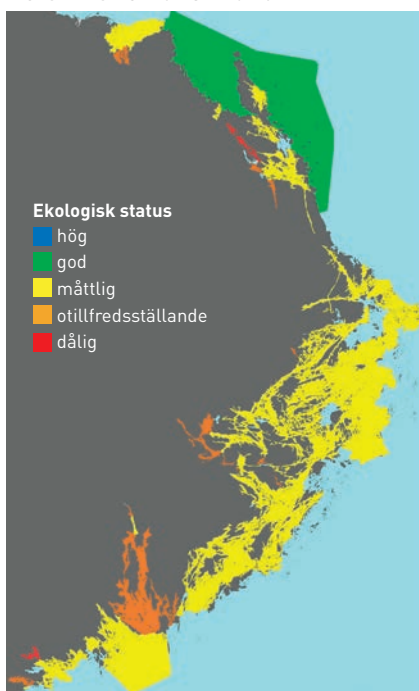 Ekologisk status
hög
god
måttlig
otillfredsställande
dålig